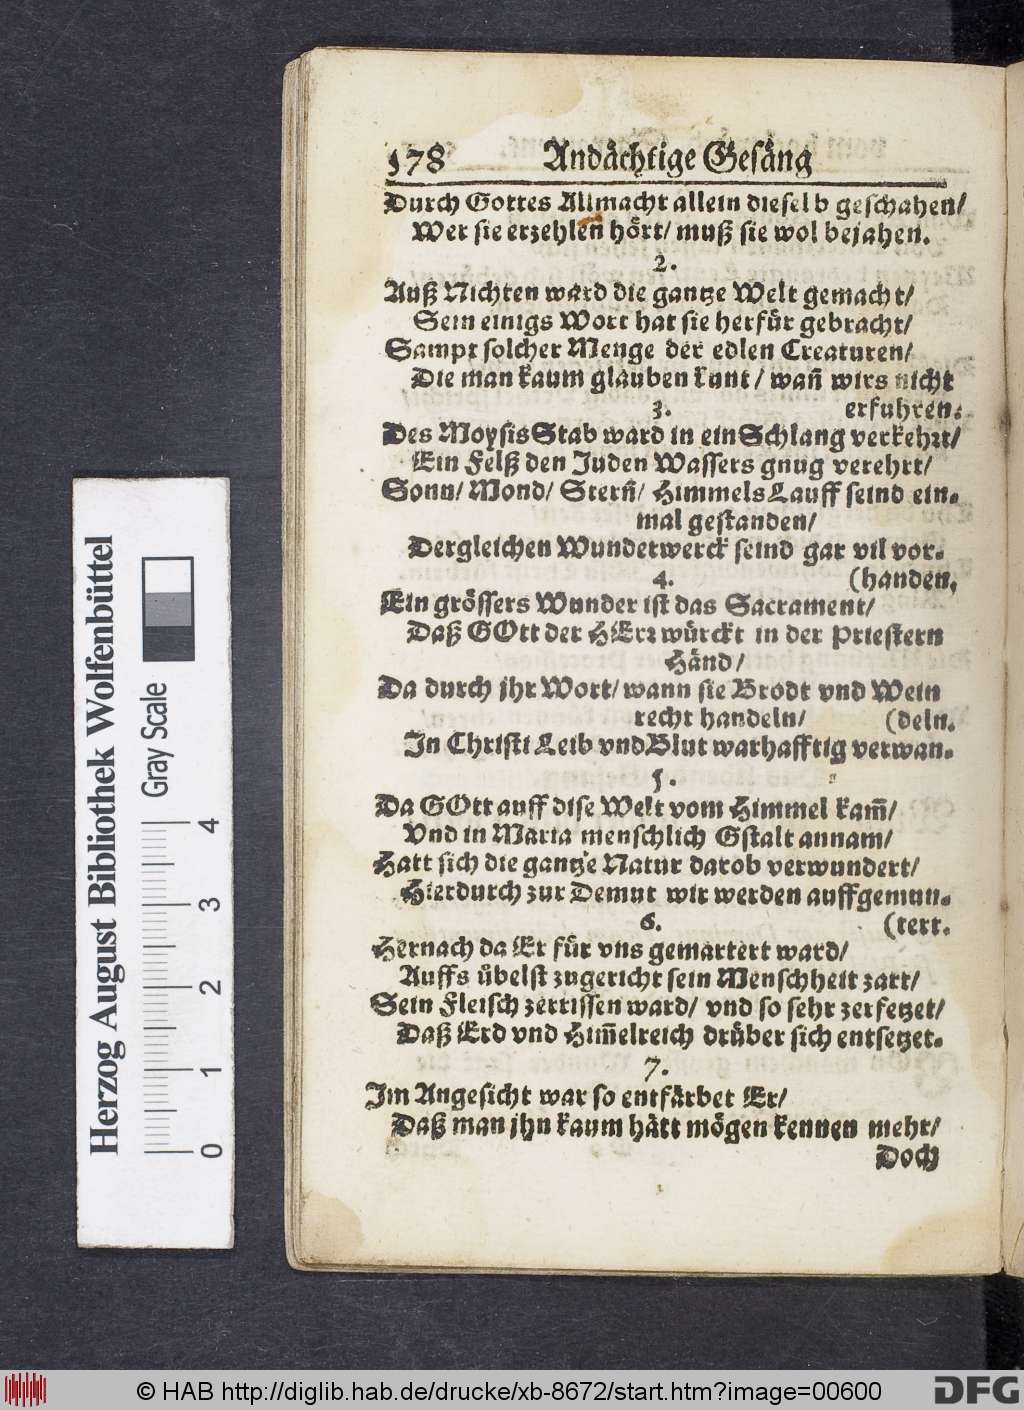 578 Andächtige Gesäng
Durch Gottes Allmacht allein dieselb geschahen/
Wer sie erzehlen hört/ muß sie wol bejahen.
2.
Auß Nichten ward die gantze Welt gemacht/
Sein einigs Wort hat sie herfür gebracht/
Sampt solcher Menge der edlen Creaturen/
Die man kaum glauben kunt/ wañ wirs nicht
3. erfuhren.
Des Moysis Stab ward in ein Schlang verkehrt/
Ein Felß den Juden Wassers gnug verehrt/
Sonn/ Mond/ Sterñ/ Himmels Lauff seind ein-
mal gestanden/
Dergleichen Wunderwerck seind gar vil vor-
4. (handen.
Ein grössers Wunder ist das Sacrament/
Daß GOtt der HErr würckt in der Priestern
Händ/
Da durch jhr Wort/ wann sie Brodt vnd Wein
recht handeln/ (deln.
In Christi Leib vnd Blut warhafftig verwan-
5.
Da GOtt auff dise Welt vom Himmel kam̃/
Vnd in Maria menschlich Gstalt annam/
Hatt sich die gantze Natur darob verwundert/
Hierdurch zur Demut wir werden auffgemun-
6. (tert.
Hernach da Er für vns gemartert ward/
Auffs übelst zugericht sein Menschheit zart/
Sein Fleisch zerrissen ward/ vnd so sehr zerfetzet/
Daß Erd vnd Him̃elreich drüber sich entsetzet.
7.
Im Angesicht war so entfärbet Er/
Daß man jhn kaum hätt mögen kennen mehr/
Doch
Herzog August Bibliothek Wolfenbüttel
Gray Scale
0 1 2 3 4
© HAB http://diglib.hab.de/drucke/xb-8672/start.htm?image=00600
DFG